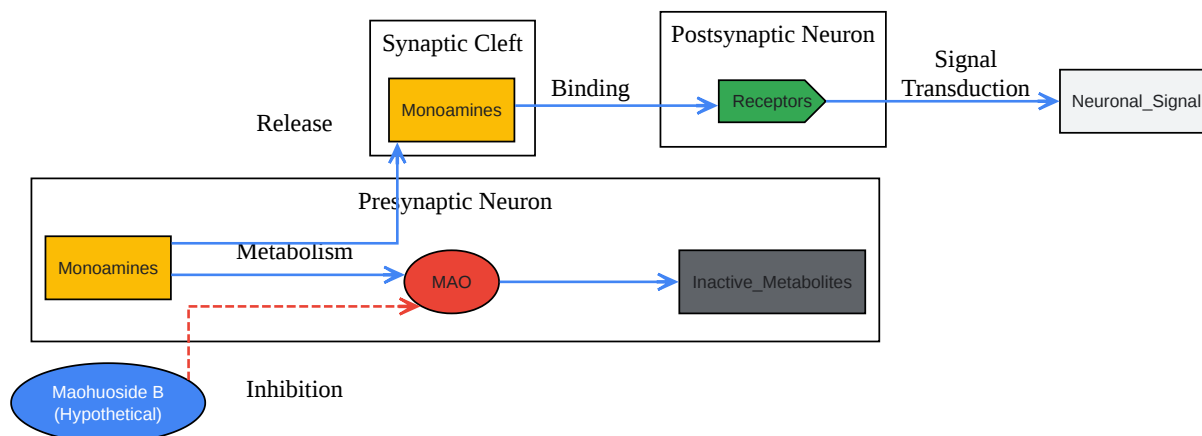 Synaptic Cleft
Monoamines
Release
Binding
Postsynaptic Neuron
Receptors
Signal
Transduction
Neuronal_Signal
Presynaptic Neuron
Monoamines
Metabolism
MAO
Inactive_Metabolites
Maohuoside B
(Hypothetical)
Inhibition